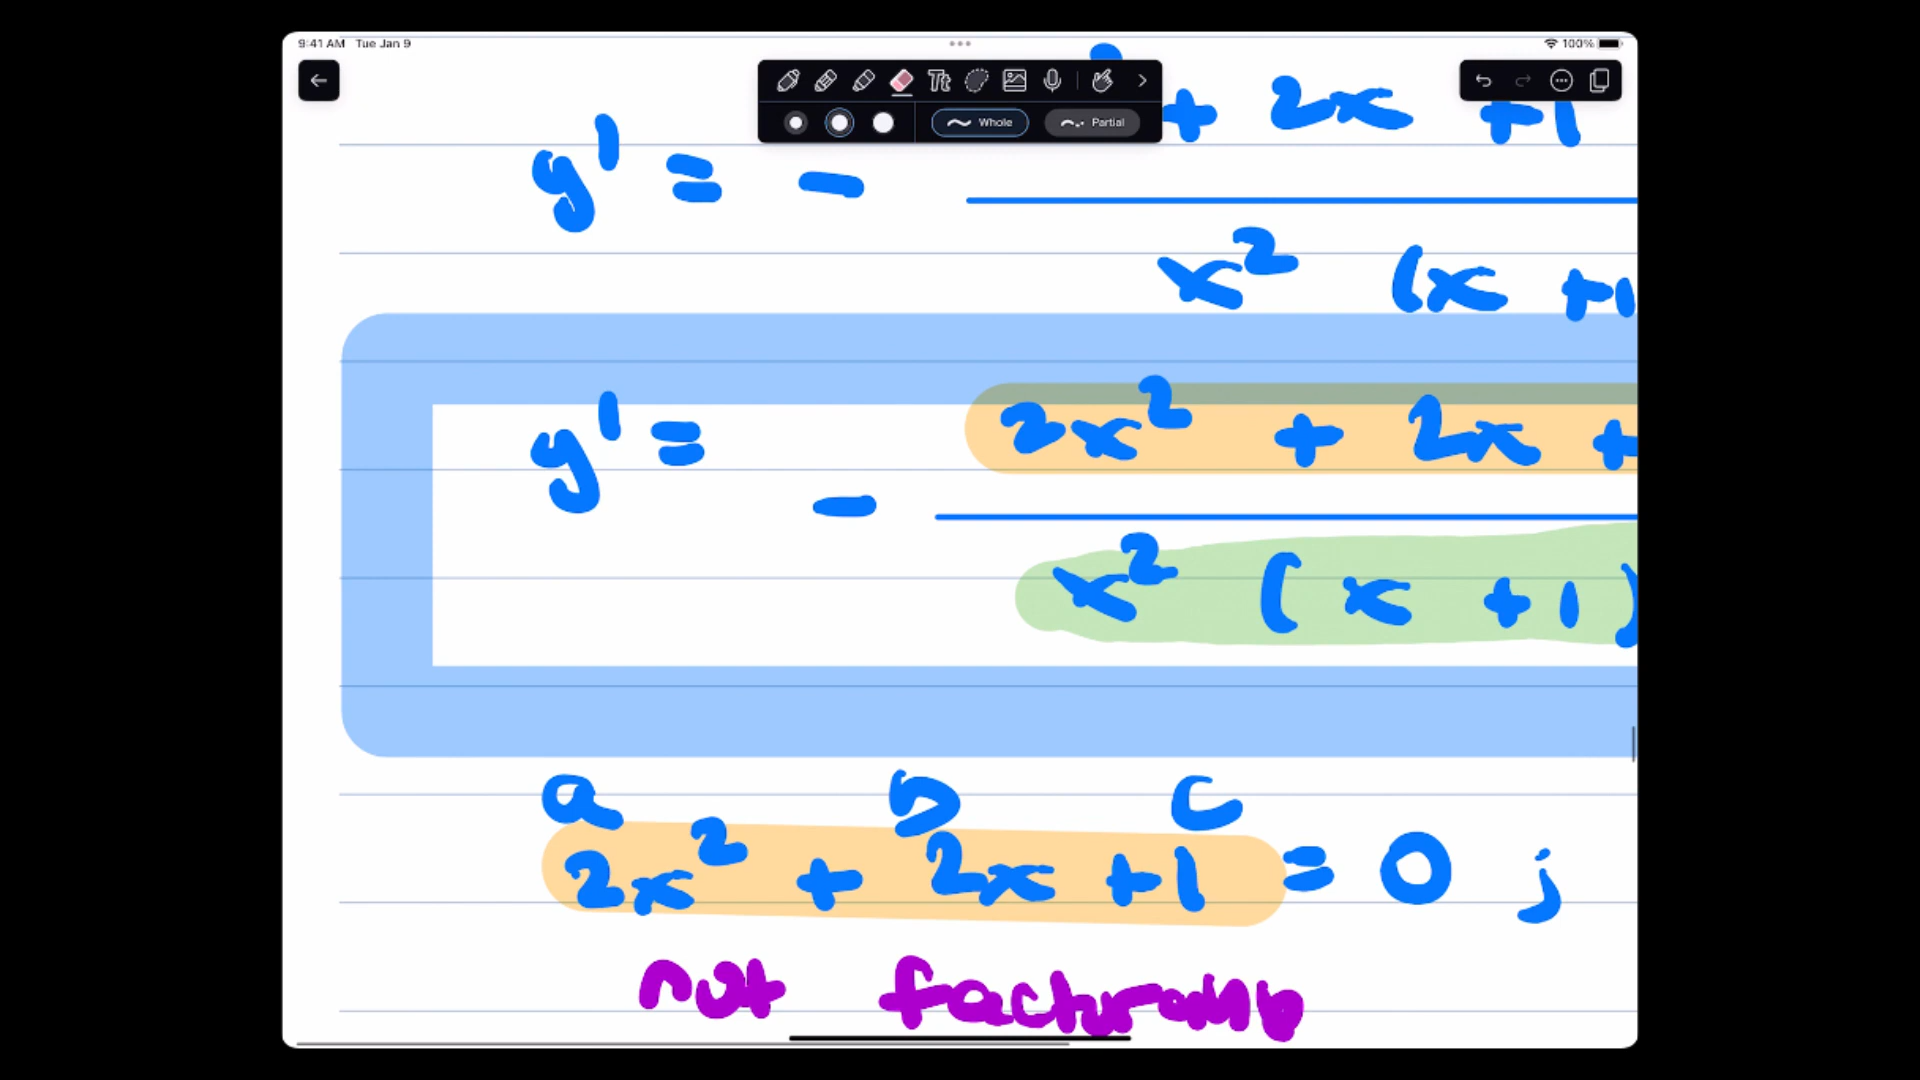 9:41 AM Tue Jan 9
100%
Tt
Whole Partial
+ 2x +1
y' = -
x² (x +1
y' = 2x² + 2x +
-
x² (x +1)
a b c
2x² + 2x +1 = 0 ;
not